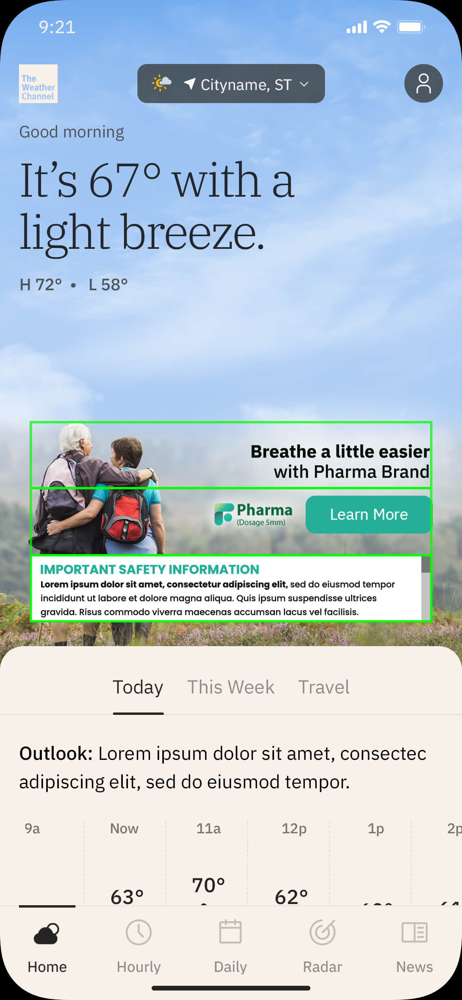 9:21
The
Weather
Channel
Cityname, ST
Good morning
It's 67° with a
light breeze.
H 72° • L 58°
Breathe a little easier
with Pharma Brand
Pharma
(Dosage 5mm)
Learn More
IMPORTANT SAFETY INFORMATION
Lorem ipsum dolor sit amet, consectetur adipiscing elit, sed do eiusmod tempor
incididunt ut labore et dolore magna aliqua. Quis ipsum suspendisse ultrices
gravida. Risus commodo viverra maecenas accumsan lacus vel facilisis.
Today This Week Travel
Outlook: Lorem ipsum dolor sit amet, consectec
adipiscing elit, sed do eiusmod tempor.
9a Now 11a 12p 1p 2p
63° 70° 62°
Home Hourly Daily Radar News